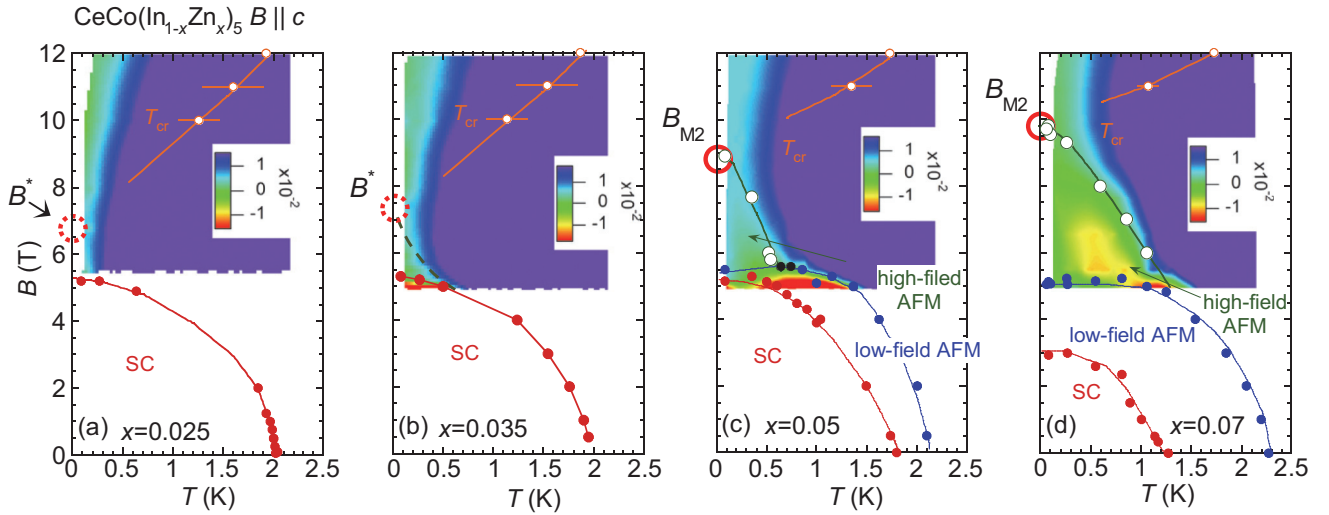 CeCo(In1-xZnx)5 B || c
12
10
8
6
4
2
0
B (T)
B*
Tcr
1
0
-1
x10-2
SC
(a) x=0.025
0 0.5 1 1.5 2 2.5
T (K)
B*
Tcr
1
0
-1
x10-2
SC
(b) x=0.035
0 0.5 1 1.5 2 2.5
T (K)
BM2
Tcr
1
0
-1
x10-2
high-filed
AFM
low-field AFM
SC
(c) x=0.05
0 0.5 1 1.5 2 2.5
T (K)
BM2
Tcr
1
0
-1
x10-2
high-field
AFM
low-field AFM
SC
(d) x=0.07
0 0.5 1 1.5 2 2.5
T (K)